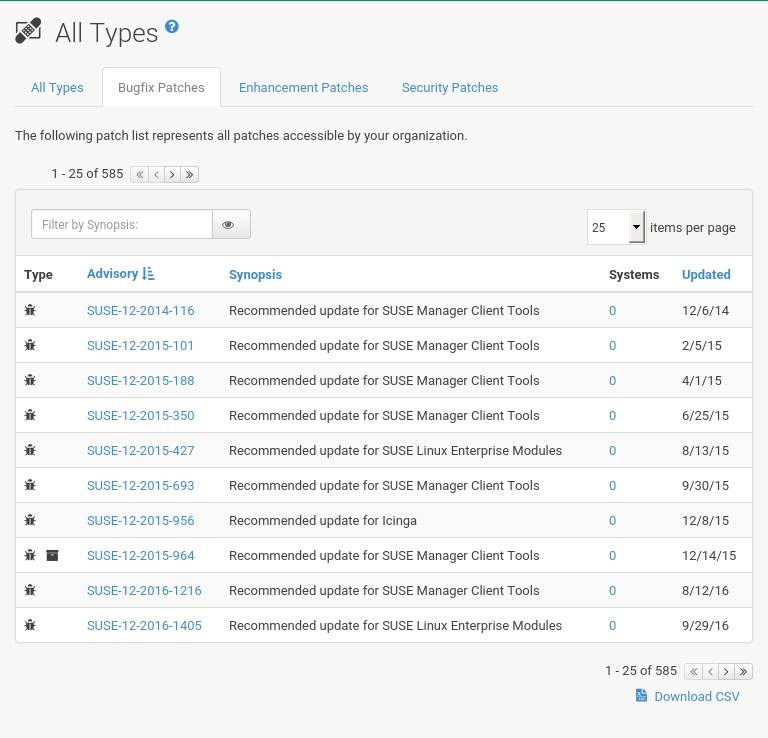 All Types
All Types Bugfix Patches Enhancement Patches Security Patches
The following patch list represents all patches accessible by your organization.
1 - 25 of 585
Filter by Synopsis: 25 items per page
Type Advisory Synopsis Systems Updated
SUSE-12-2014-116 Recommended update for SUSE Manager Client Tools 0 12/6/14
SUSE-12-2015-101 Recommended update for SUSE Manager Client Tools 0 2/5/15
SUSE-12-2015-188 Recommended update for SUSE Manager Client Tools 0 4/1/15
SUSE-12-2015-350 Recommended update for SUSE Manager Client Tools 0 6/25/15
SUSE-12-2015-427 Recommended update for SUSE Linux Enterprise Modules 0 8/13/15
SUSE-12-2015-693 Recommended update for SUSE Manager Client Tools 0 9/30/15
SUSE-12-2015-956 Recommended update for Icinga 0 12/8/15
SUSE-12-2015-964 Recommended update for SUSE Manager Client Tools 0 12/14/15
SUSE-12-2016-1216 Recommended update for SUSE Manager Client Tools 0 8/12/16
SUSE-12-2016-1405 Recommended update for SUSE Linux Enterprise Modules 0 9/29/16
1 - 25 of 585
Download CSV